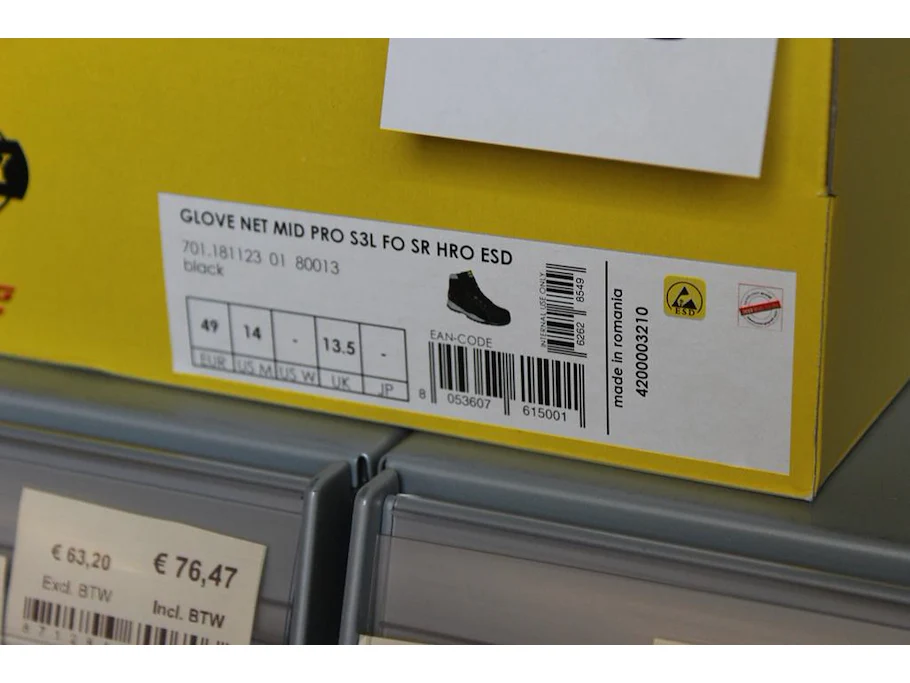 GLOVE NET MID PRO S3L FO SR HRO ESD
701.181123 01 80013
black
49 14 - 13.5 -
EUR US M US W UK JP
EAN-CODE
8 053607 615001
INTERNAL USE ONLY
6262 8549
made in romania
4200003210
ESD
€ 63,20 € 76,47
Excl. BTW Incl. BTW